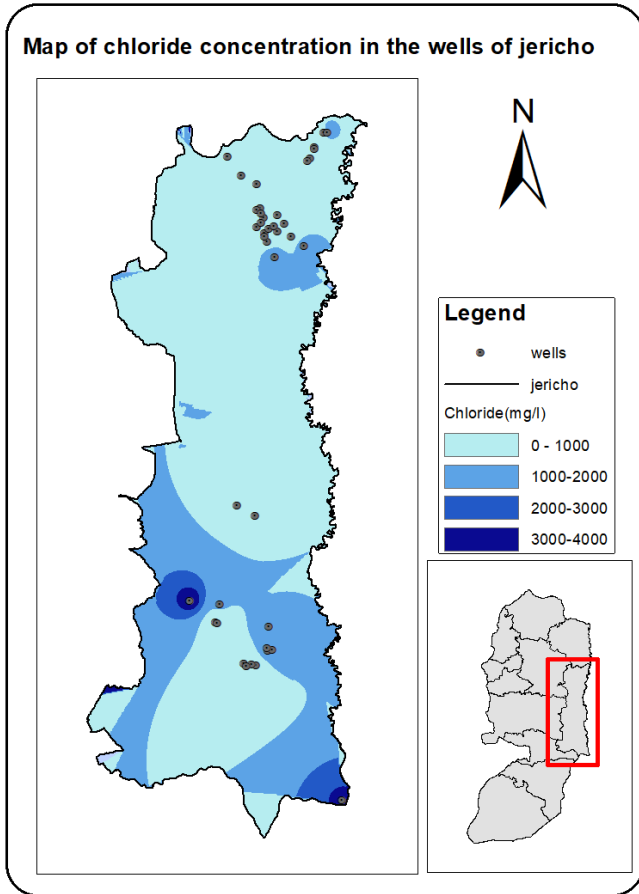 Map of chloride concentration in the wells of jericho
N
Legend
wells
jericho
Chloride(mg/l)
0 - 1000
1000-2000
2000-3000
3000-4000